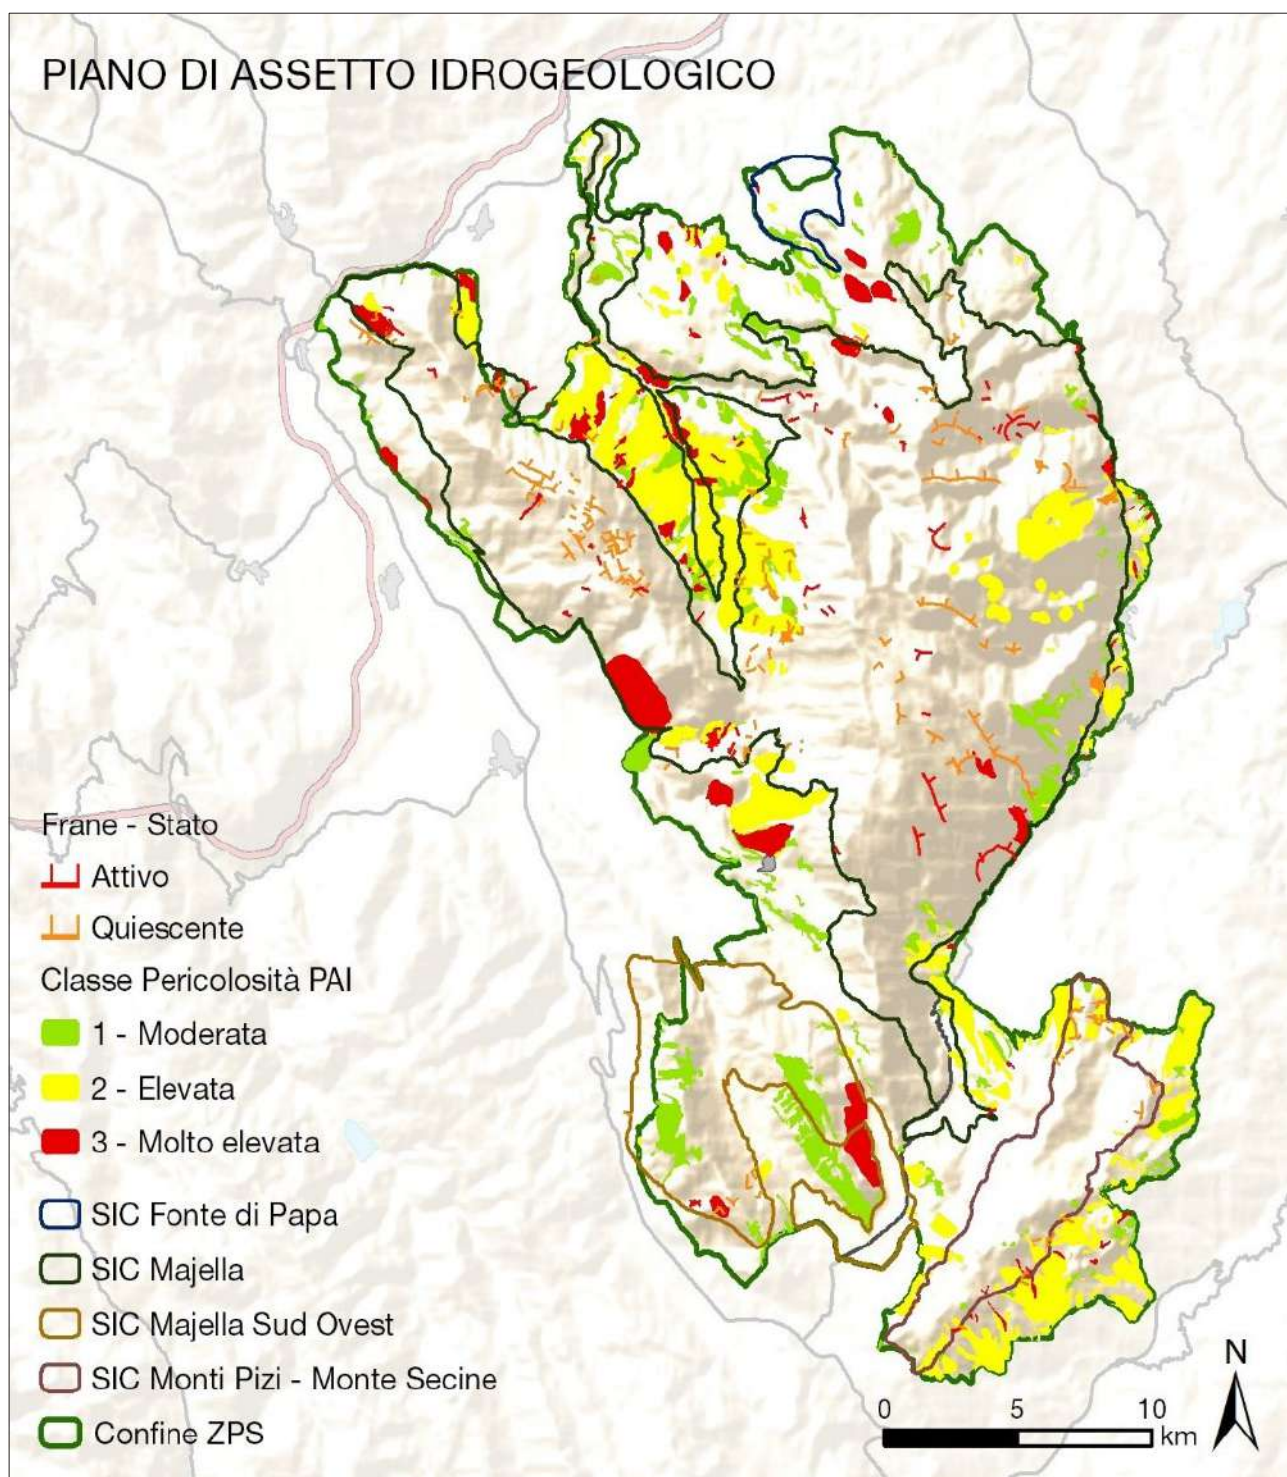 PIANO DI ASSETTO IDROGEOLOGICO
Frane - Stato
Attivo
Quiescente
Classe Pericolosità PAI
1 - Moderata
2 - Elevata
3 - Molto elevata
SIC Fonte di Papa
SIC Majella
SIC Majella Sud Ovest
SIC Monti Pizi - Monte Secine
Confine ZPS
N
0 5 10
km